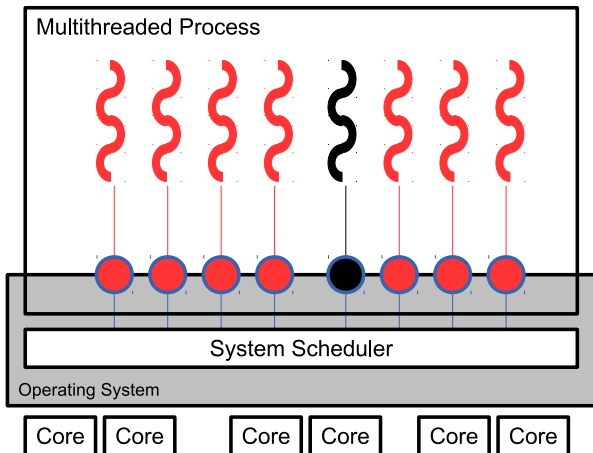 Multithreaded Process
System Scheduler
Operating System
Core Core Core Core Core Core